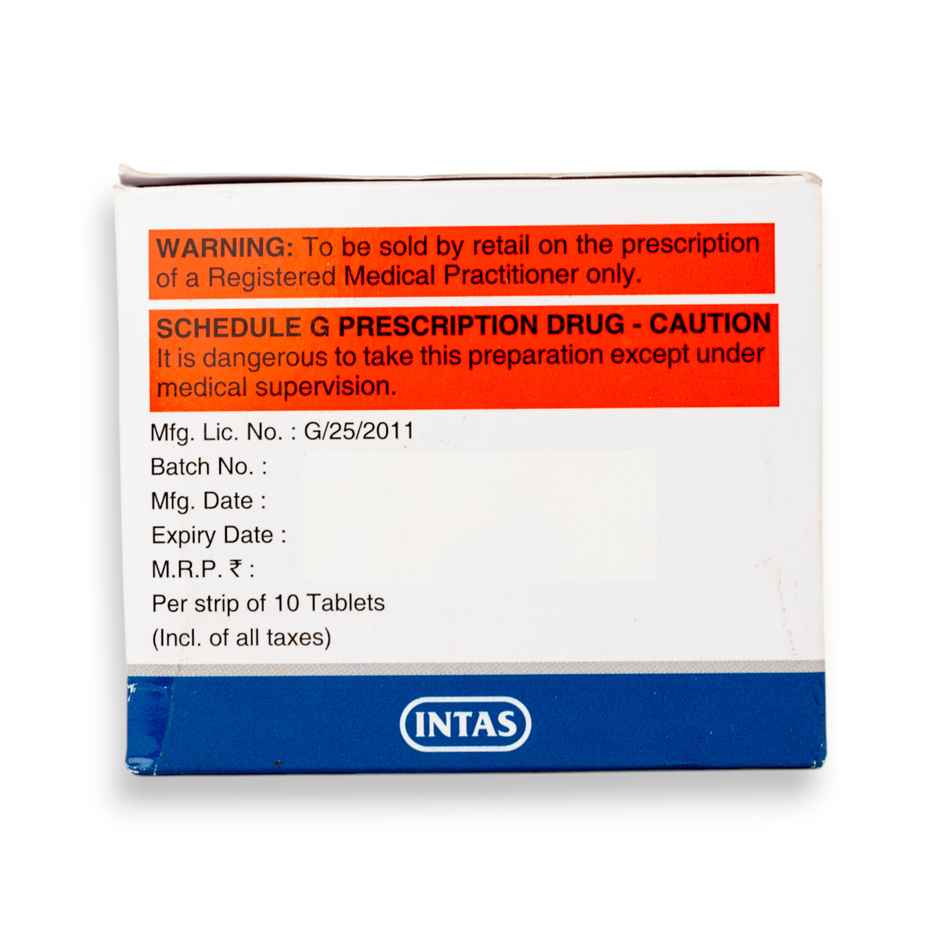 WARNING: To be sold by retail on the prescription
of a Registered Medical Practitioner only.
SCHEDULE G PRESCRIPTION DRUG - CAUTION
It is dangerous to take this preparation except under
medical supervision.
Mfg. Lic. No. : G/25/2011
Batch No. :
Mfg. Date :
Expiry Date :
M.R.P. ₹ :
Per strip of 10 Tablets
(Incl. of all taxes)
INTAS